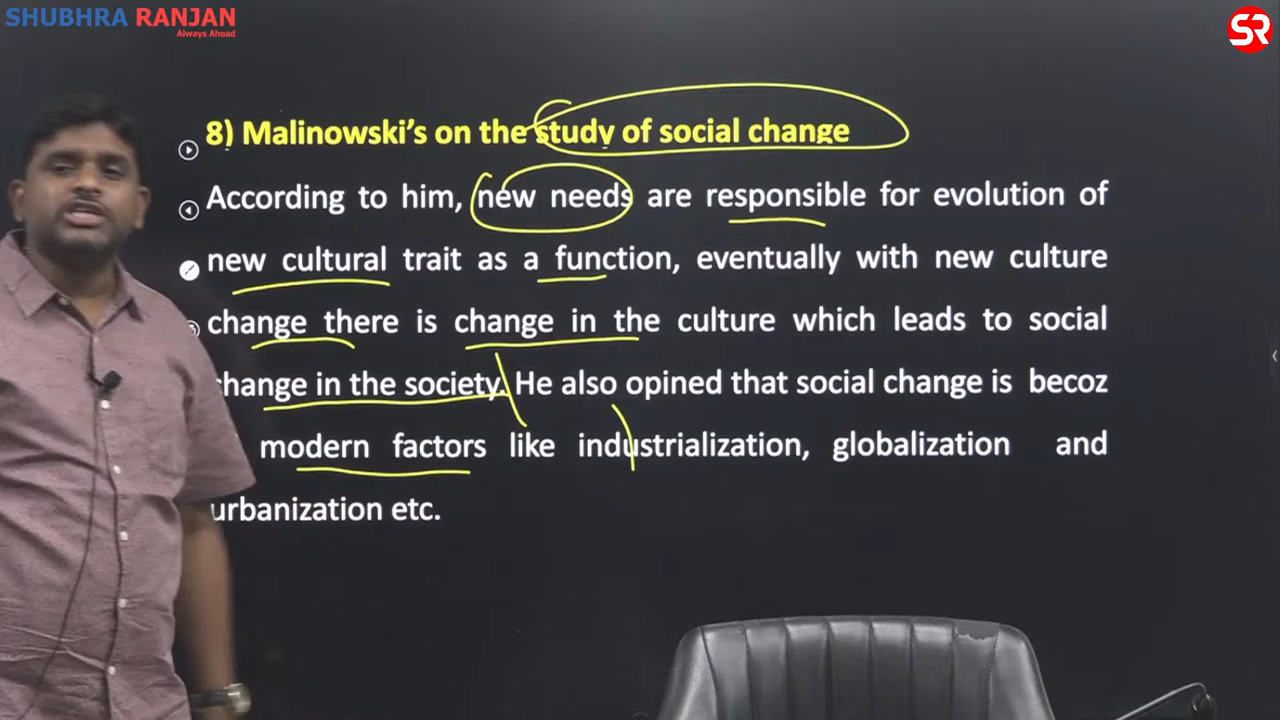 SHUBHRA RANJAN
Always Ahead
SR
8) Malinowski's on the study of social change
According to him, new needs are responsible for evolution of
new cultural trait as a function, eventually with new culture
change there is change in the culture which leads to social
change in the society. He also opined that social change is becoz
modern factors like industrialization, globalization and
urbanization etc.